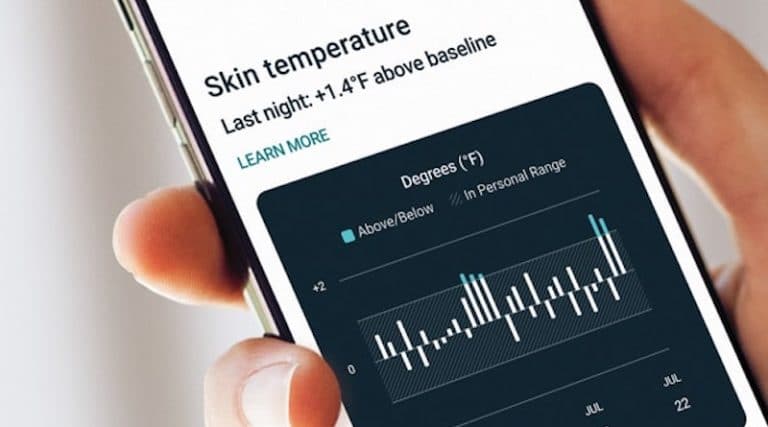 Skin temperature
Last night: +1.4°F above baseline
LEARN MORE
Degrees (°F)
Above/Below In Personal Range
+2
0
JUL
JUL
22